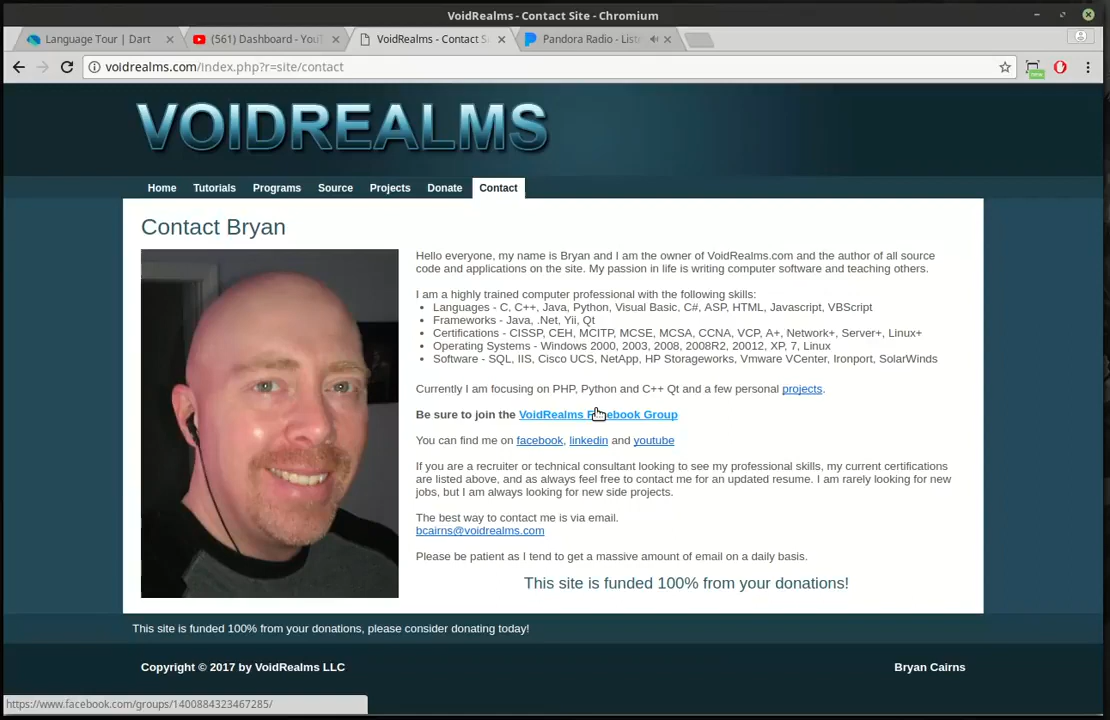 VoidRealms - Contact Site - Chromium
Language Tour | Dart
(561) Dashboard - You
VoidRealms - Contact S
Pandora Radio - List
voidrealms.com/index.php?r=site/contact
new
VOIDREALMS
Home Tutorials Programs Source Projects Donate Contact
Contact Bryan
Hello everyone, my name is Bryan and I am the owner of VoidRealms.com and the author of all source
code and applications on the site. My passion in life is writing computer software and teaching others.
I am a highly trained computer professional with the following skills:
• Languages - C, C++, Java, Python, Visual Basic, C#, ASP, HTML, Javascript, VBScript
• Frameworks - Java, .Net, Yii, Qt
• Certifications - CISSP, CEH, MCITP, MCSE, MCSA, CCNA, VCP, A+, Network+, Server+, Linux+
• Operating Systems - Windows 2000, 2003, 2008, 2008R2, 20012, XP, 7, Linux
• Software - SQL, IIS, Cisco UCS, NetApp, HP Storageworks, Vmware VCenter, Ironport, SolarWinds
Currently I am focusing on PHP, Python and C++ Qt and a few personal projects.
Be sure to join the VoidRealms Facebook Group
You can find me on facebook, linkedin and youtube
If you are a recruiter or technical consultant looking to see my professional skills, my current certifications
are listed above, and as always feel free to contact me for an updated resume. I am rarely looking for new
jobs, but I am always looking for new side projects.
The best way to contact me is via email.
bcairns@voidrealms.com
Please be patient as I tend to get a massive amount of email on a daily basis.
This site is funded 100% from your donations!
This site is funded 100% from your donations, please consider donating today!
Copyright © 2017 by VoidRealms LLC
Bryan Cairns
https://www.facebook.com/groups/1400884323467285/